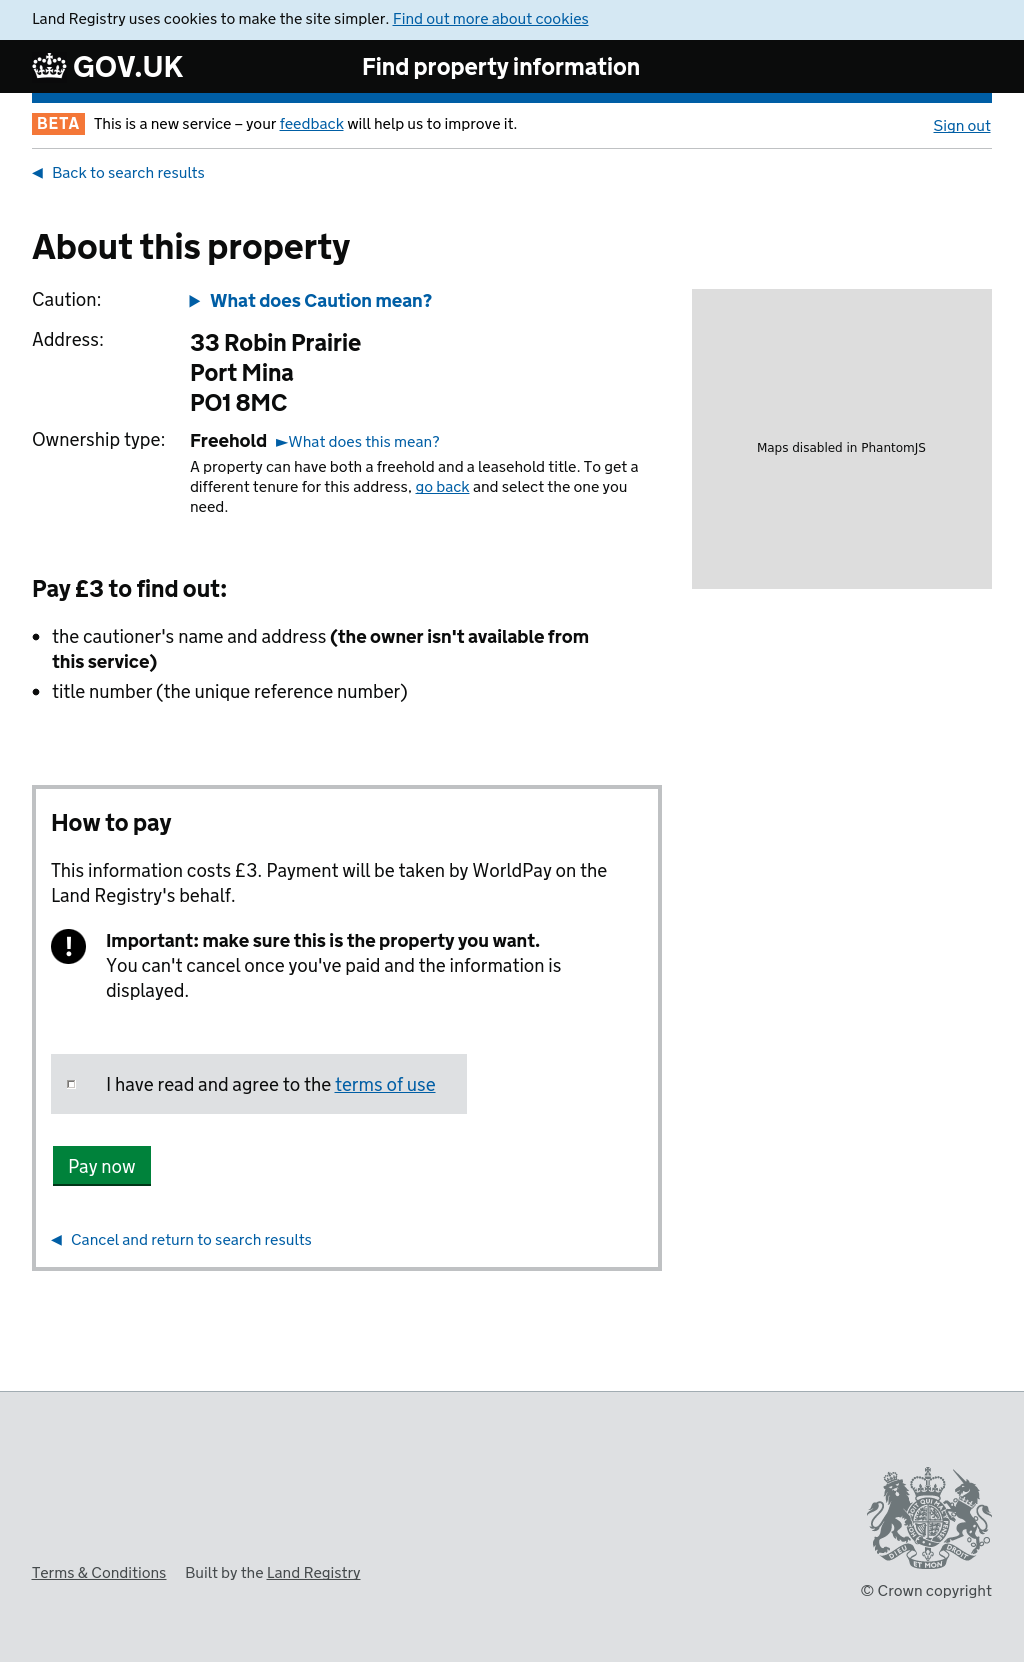 Land Registry uses cookies to make the site simpler. Find out more about cookies
GOV.UK
Find property information
BETA This is a new service – your feedback will help us to improve it.
Sign out
◀ Back to search results
About this property
Caution:
▶ What does Caution mean?
Address:
33 Robin Prairie
Port Mina
PO1 8MC
Ownership type:
Freehold ►What does this mean?
A property can have both a freehold and a leasehold title. To get a
different tenure for this address, go back and select the one you
need.
Maps disabled in PhantomJS
Pay £3 to find out:
• the cautioner's name and address (the owner isn't available from
this service)
• title number (the unique reference number)
How to pay
This information costs £3. Payment will be taken by WorldPay on the
Land Registry's behalf.
! Important: make sure this is the property you want.
You can't cancel once you've paid and the information is
displayed.
I have read and agree to the terms of use
Pay now
◀ Cancel and return to search results
DIEU ET MON DROIT
Terms & Conditions Built by the Land Registry
© Crown copyright